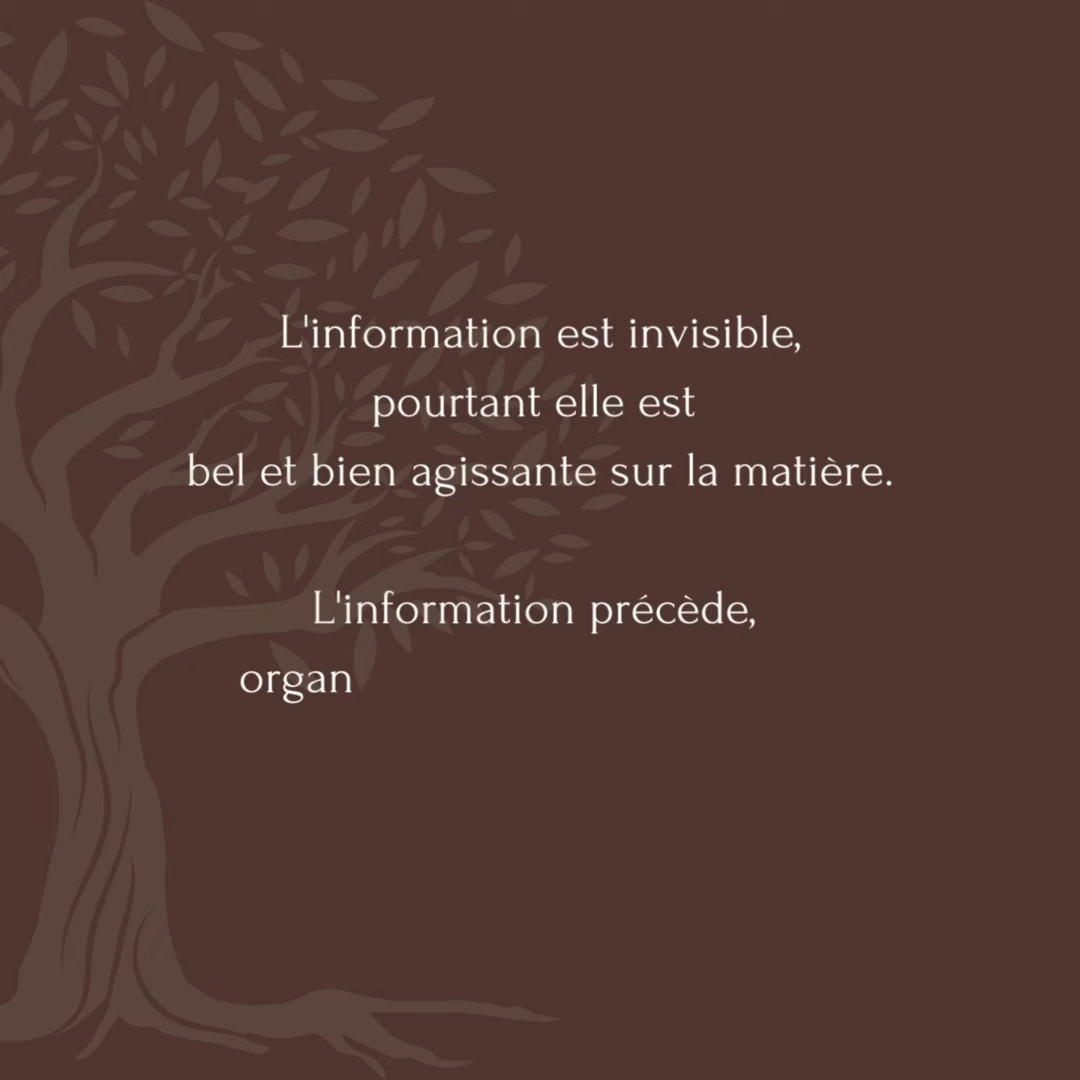 L'information est invisible,
pourtant elle est
bel et bien agissante sur la matière.
L'information précède,
organ